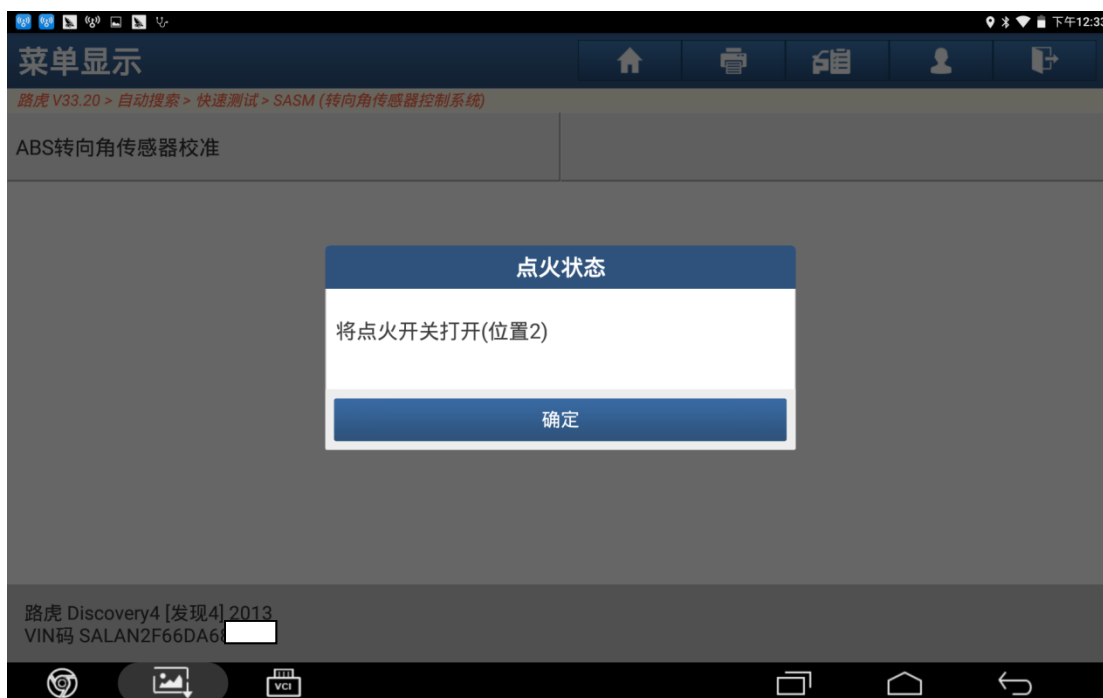 下午12:33
菜单显示
路虎 V33.20 > 自动搜索 > 快速测试 > SASM (转向角传感器控制系统)
ABS转向角传感器校准
点火状态
将点火开关打开(位置2)
确定
路虎 Discovery4 [发现4] 2013
VIN码 SALAN2F66DA68
VCI